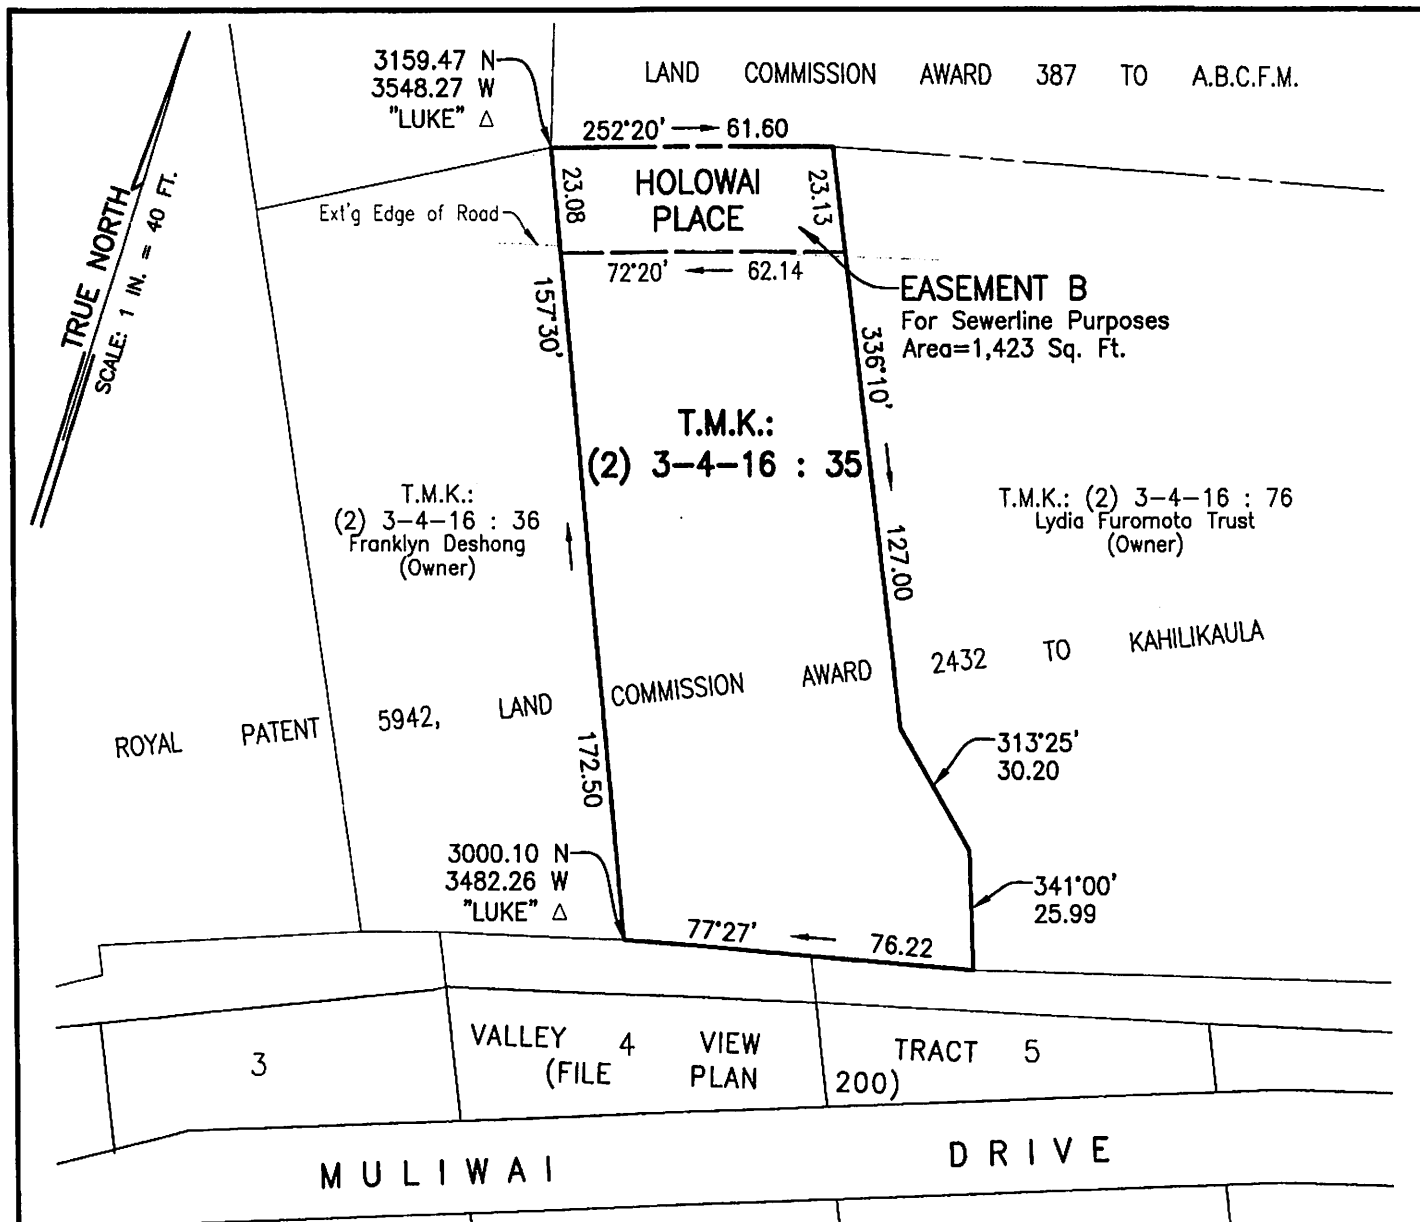 3159.47 N
3548.27 W
"LUKE" △
LAND COMMISSION AWARD 387 TO A.B.C.F.M.
252°20' 61.60
TRUE NORTH
SCALE: 1 IN. = 40 FT.
23.08
HOLOWAI
PLACE
23.13
Ext'g Edge of Road
72°20' 62.14
EASEMENT B
For Sewerline Purposes
Area=1,423 Sq. Ft.
157°30'
336°10'
T.M.K.:
(2) 3-4-16 : 35
T.M.K.:
(2) 3-4-16 : 36
Franklyn Deshong
(Owner)
T.M.K.: (2) 3-4-16 : 76
Lydia Furomoto Trust
(Owner)
127.00
ROYAL PATENT 5942, LAND COMMISSION AWARD 2432 TO KAHILIKAULA
172.50
313°25'
30.20
3000.10 N
3482.26 W
"LUKE" △
341°00'
25.99
77°27' 76.22
3
VALLEY 4 VIEW TRACT 5
(FILE PLAN 200)
MULIWAI DRIVE